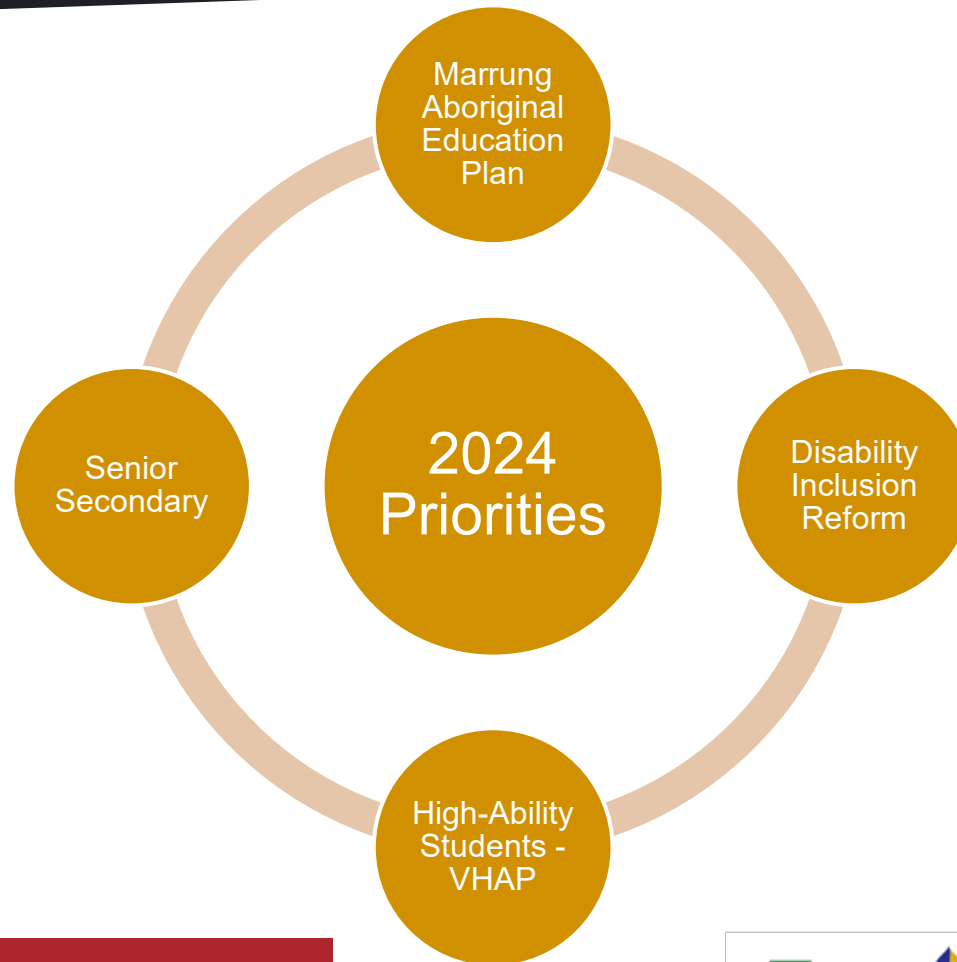 Marrung
Aboriginal
Education
Plan
2024
Priorities
Disability
Inclusion
Reform
High-Ability
Students -
VHAP
Senior
Secondary